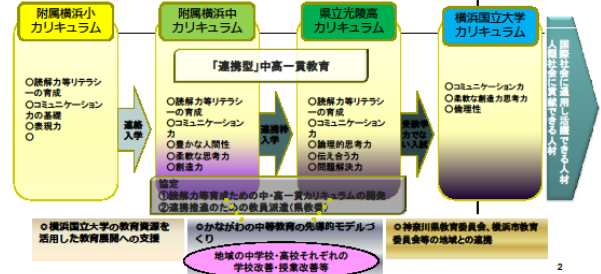 附属横浜小
カリキュラム
附属横浜中
カリキュラム
県立光陵高
カリキュラム
横浜国立大学
カリキュラム
「連携型」中高一貫教育
○読解力等リテラシ
ーの育成
○コミュニケーション
力の基礎
○表現力
○
連絡
入学
○読解力等リテラシ
ーの育成
○コミュニケーション
力
○豊かな人間性
○柔軟な思考力
○創造力
連携枠
入学
○読解力等リテラシ
ーの育成
○コミュニケーション
力
○論理的思考力
○伝え合う力
○問題解決力
受験学
力でな
い入試
○コミュニケーション力
○柔軟な創造力思考力
○倫理性
国際社会に通用し活躍できる人材
人類社会に貢献できる人材
協定
①読解力等育成ための中・高一貫カリキュラムの開発
②連携推進のための教員派遣(県教委)
○横浜国立大学の教育資源を
活用した教育展開への支援
○かながわの中等教育の先導的モデルづ
くり
○神奈川県教育委員会、横浜市教育
委員会等の地域との連携
地域の中学校・高校それぞれの
学校改善・授業改善等
2